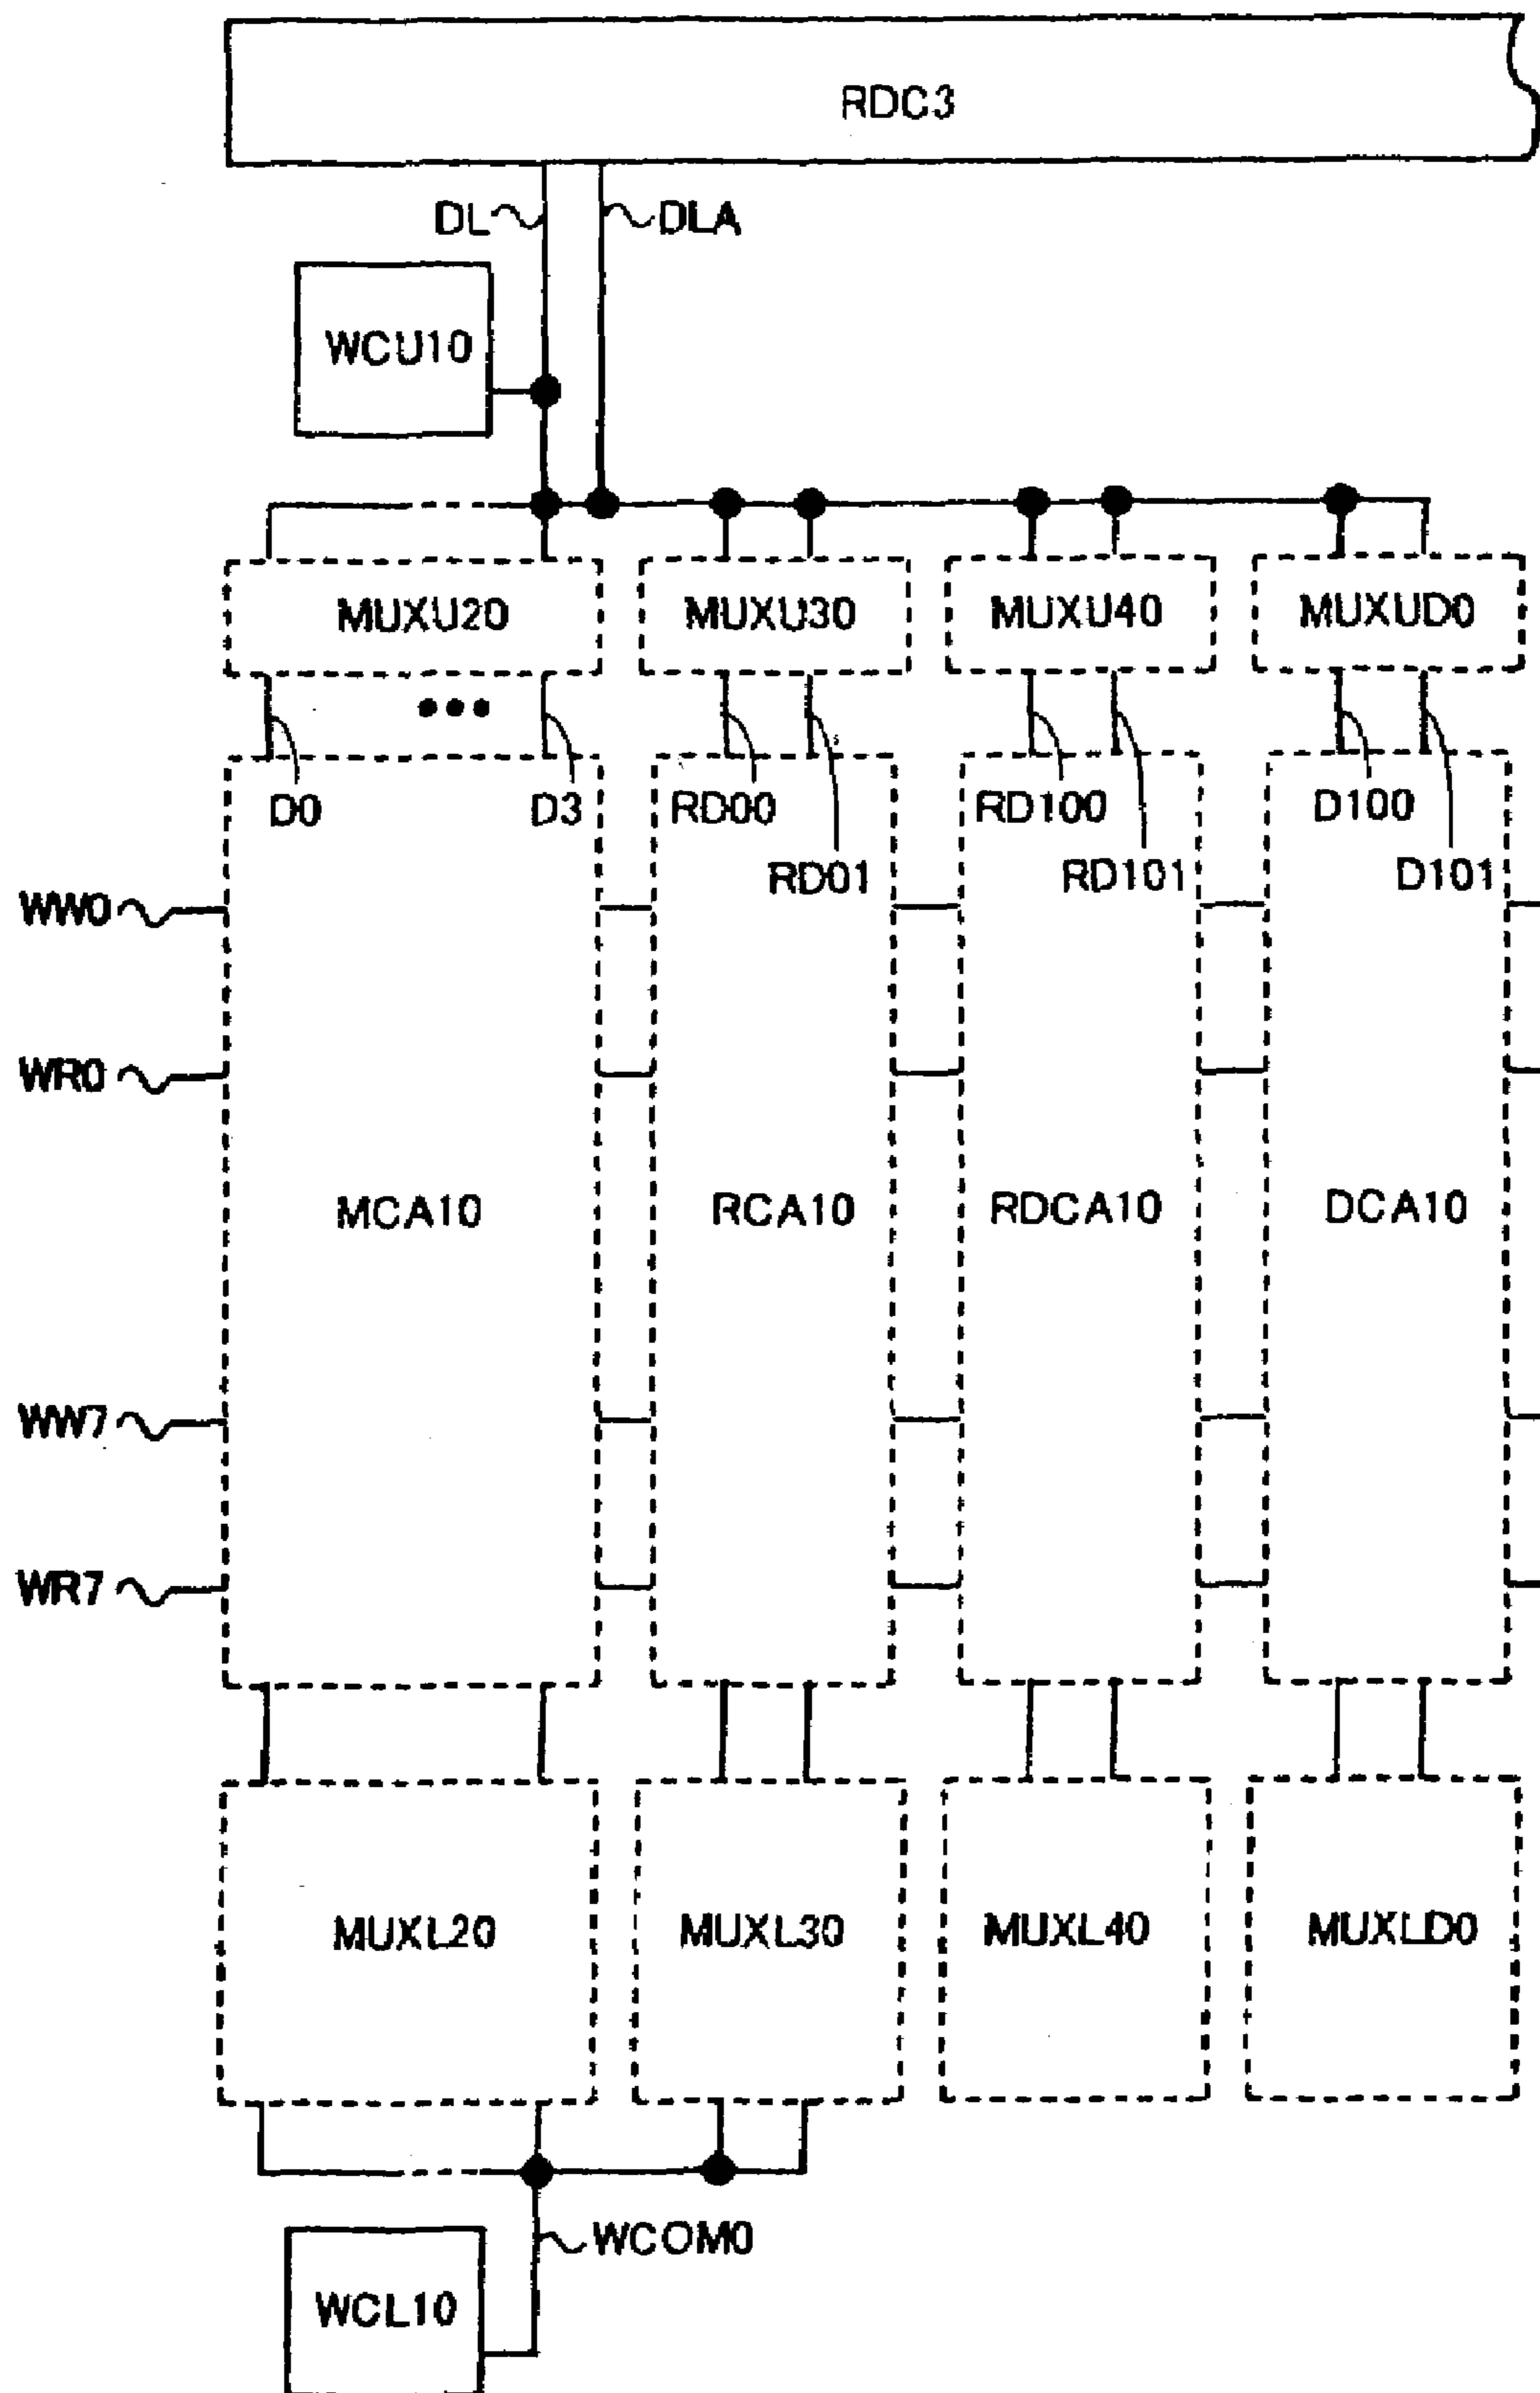 RDC3
DL DLA
WCU10
MUXU20 MUXU30 MUXU40 MUXUD0
D0 D3 RD00 RD100 D100
RD01 RD101 D101
WW0
WR0
MCA10 RCA10 RDCA10 DCA10
WW7
WR7
MUXL20 MUXL30 MUXL40 MUXLD0
WCOM0
WCL10